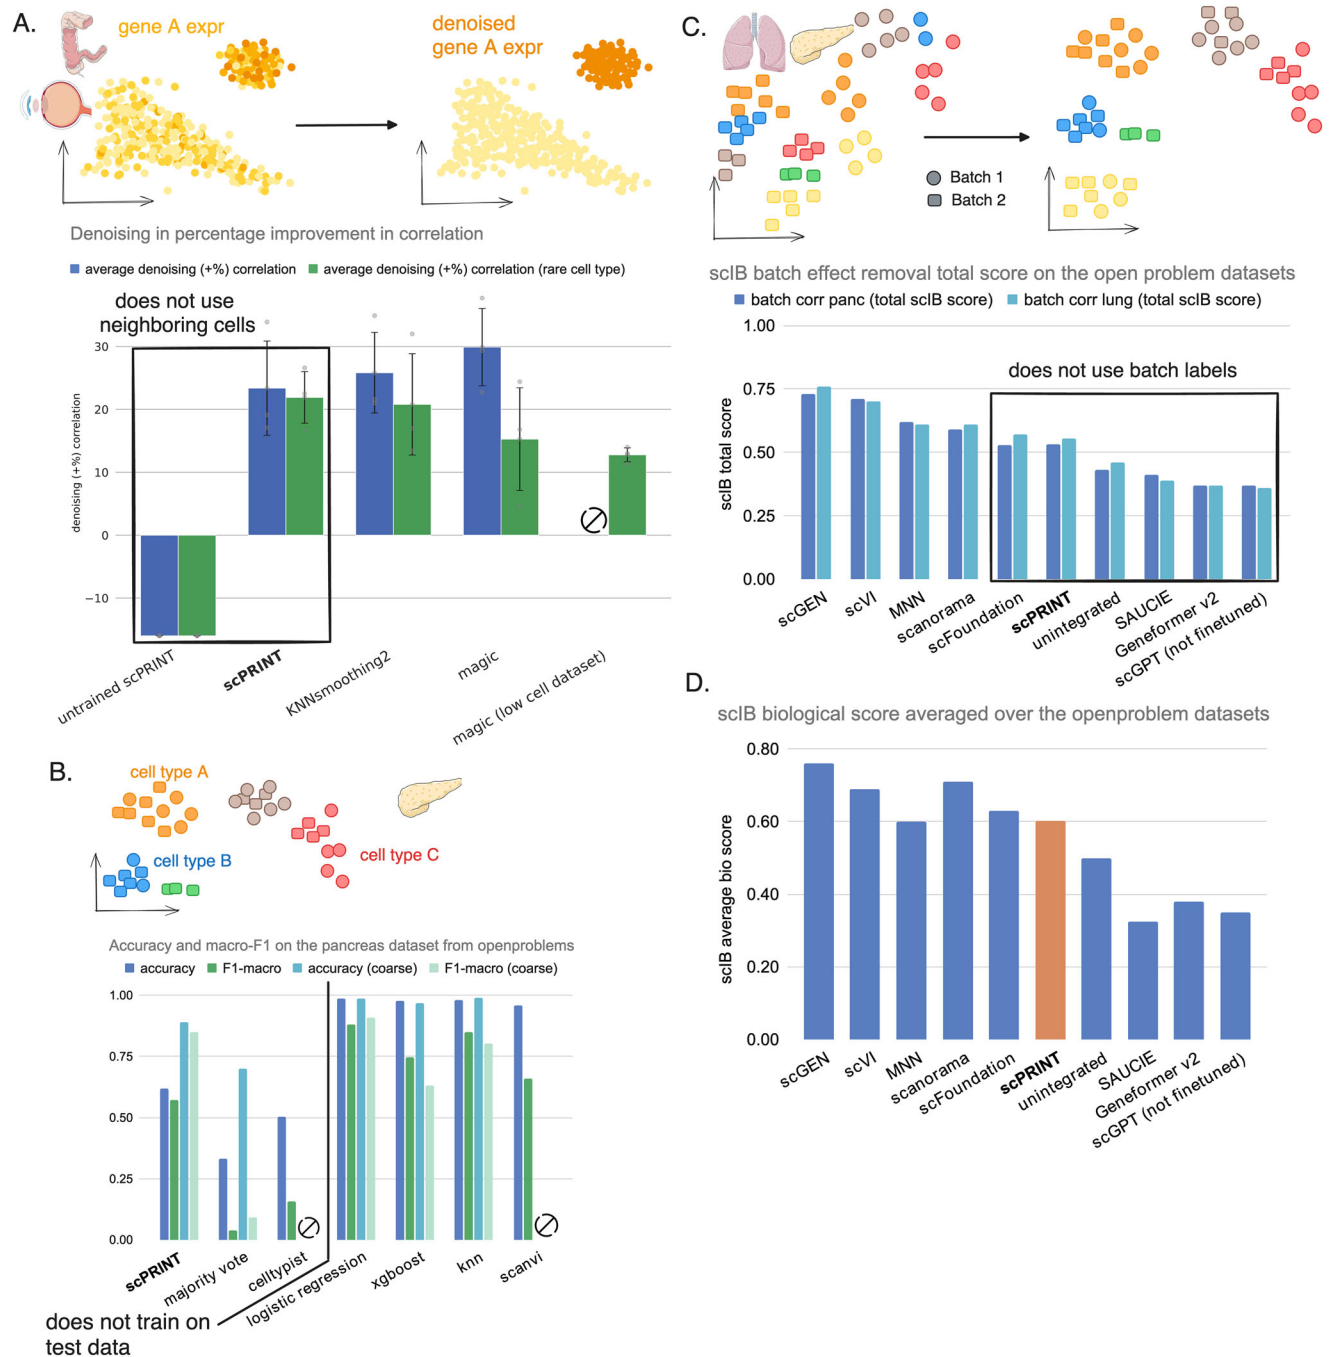 A.
gene A expr
denoised
gene A expr
Denoising in percentage improvement in correlation
average denoising (+%) correlation
average denoising (+%) correlation (rare cell type)
does not use
neighboring cells
denoising (+%) correlation
30
20
10
0
−10
untrained scPRINT
scPRINT
KNNsmoothing2
magic
magic (low cell dataset)
B.
cell type A
cell type B
cell type C
Accuracy and macro-F1 on the pancreas dataset from openproblems
accuracy
F1-macro
accuracy (coarse)
F1-macro (coarse)
1.00
0.75
0.50
0.25
0.00
scPRINT
majority vote
celltypist
logistic regression
xgboost
knn
scanvi
does not train on
test data
C.
Batch 1
Batch 2
scIB batch effect removal total score on the open problem datasets
batch corr panc (total scIB score)
batch corr lung (total scIB score)
does not use batch labels
scIB total score
1.00
0.75
0.50
0.25
0.00
scGEN
scVI
MNN
scanorama
scFoundation
scPRINT
unintegrated
SAUCIE
Geneformer v2
scGPT (not finetuned)
D.
scIB biological score averaged over the openproblem datasets
scIB average bio score
0.80
0.60
0.40
0.20
0.00
scGEN
scVI
MNN
scanorama
scFoundation
scPRINT
unintegrated
SAUCIE
Geneformer v2
scGPT (not finetuned)